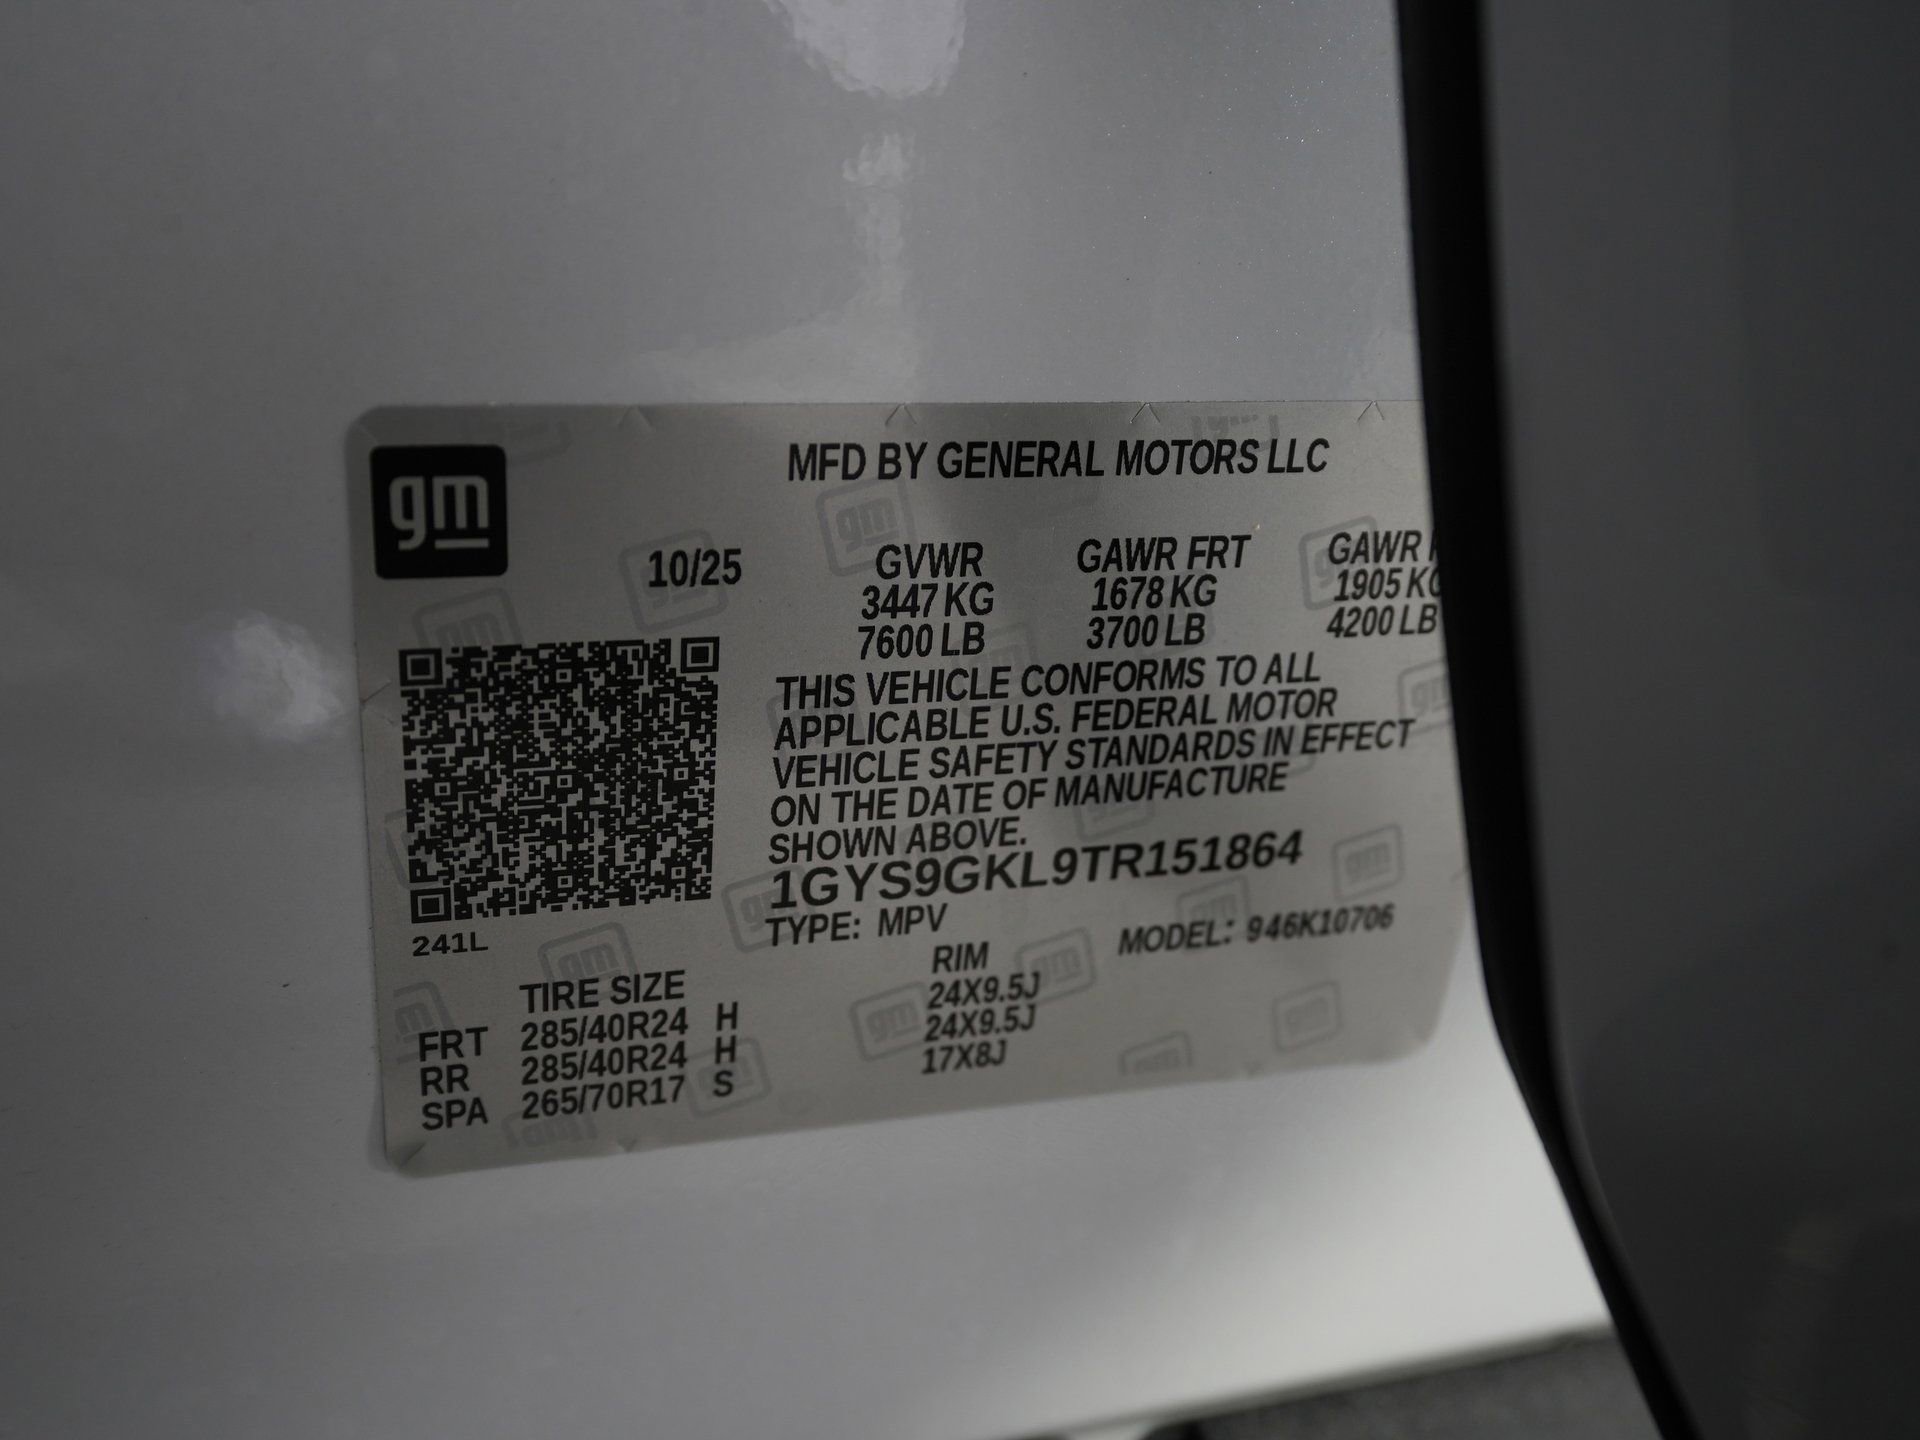 gm
MFD BY GENERAL MOTORS LLC
10/25
GVWR GAWR FRT GAWR
3447 KG 1678 KG 1905 KG
7600 LB 3700 LB 4200 LB
THIS VEHICLE CONFORMS TO ALL
APPLICABLE U.S. FEDERAL MOTOR
VEHICLE SAFETY STANDARDS IN EFFECT
ON THE DATE OF MANUFACTURE
SHOWN ABOVE.
1GYS9GKL9TR151864
TYPE: MPV MODEL: 946K10706
241L
TIRE SIZE RIM
FRT 285/40R24 H 24X9.5J
RR 285/40R24 H 24X9.5J
SPA 265/70R17 S 17X8J